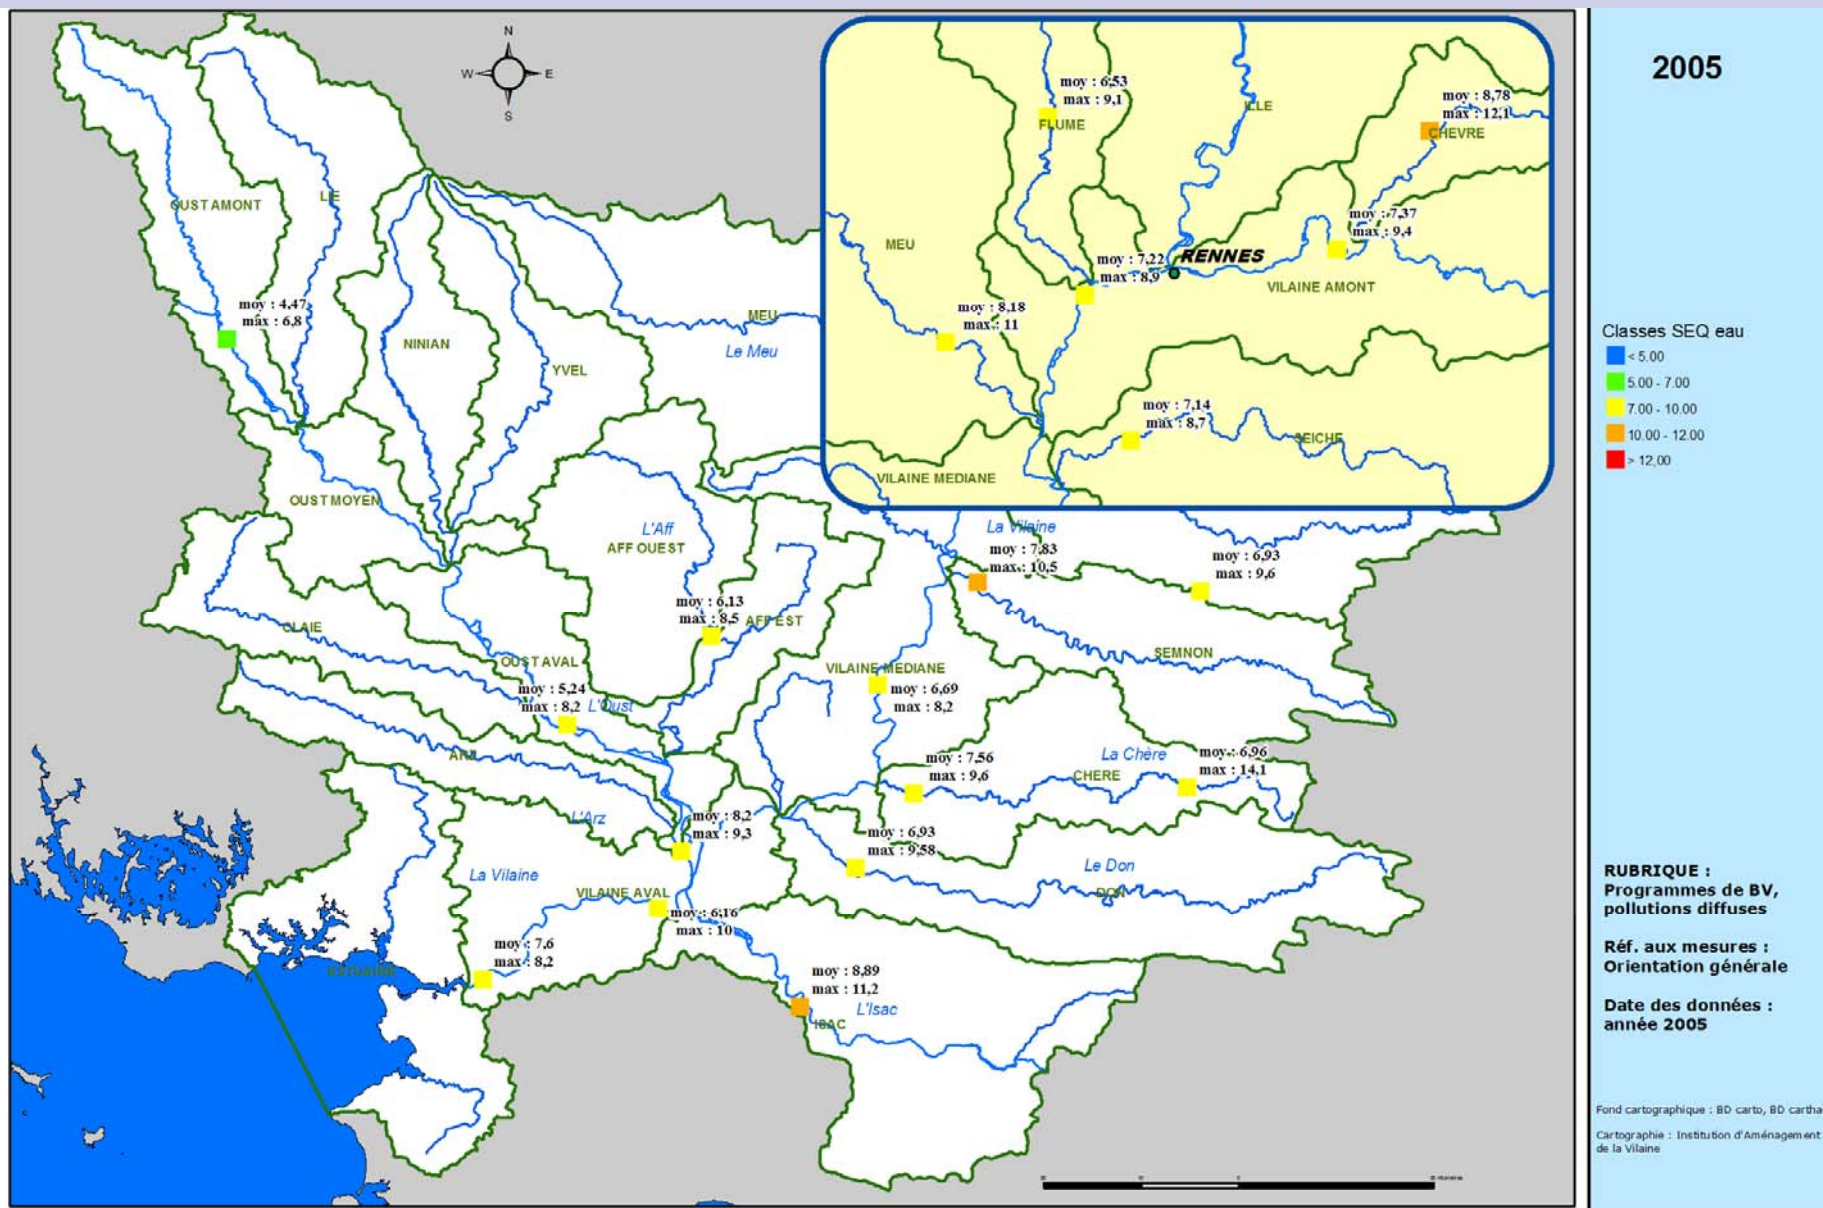 N
W
E
S
OUST AMONT
LIE
moy : 4,47
max : 6,8
NINIAN
YVEL
MEU
Le Meu
OUST MOYEN
L'Aff
AFF OUEST
moy : 6,13
max : 8,5
AFF EST
CLAIE
OUST AVAL
moy : 5,24
max : 8,2
L'Oust
L'Arz
moy : 8,2
max : 9,3
La Vilaine
VILAINE AVAL
moy : 6,16
max : 10
moy : 7,6
max : 8,2
ESTUAIRE
moy : 8,89
max : 11,2
L'Isac
ISAC
moy : 6,53
max : 9,1
FLUME
ILLE
moy : 8,78
max : 12,1
CHEVRE
moy : 7,37
max : 9,4
MEU
moy : 7,22
max : 8,9
RENNES
VILAINE AMONT
moy : 8,18
max : 11
moy : 7,14
max : 8,7
SEICHE
VILAINE MEDIANE
La Vilaine
moy : 7,83
max : 10,5
moy : 6,93
max : 9,6
SEMNON
VILAINE MEDIANE
moy : 6,69
max : 8,2
moy : 7,56
max : 9,6
La Chère
CHERE
moy : 6,96
max : 14,1
moy : 6,93
max : 9,58
Le Don
DON
2005
Classes SEQ eau
< 5.00
5.00 - 7.00
7.00 - 10.00
10.00 - 12.00
> 12,00
RUBRIQUE :
Programmes de BV,
pollutions diffuses
Réf. aux mesures :
Orientation générale
Date des données :
année 2005
Fond cartographique : BD carto, BD cartha
Cartographie : Institution d'Aménagement
de la Vilaine